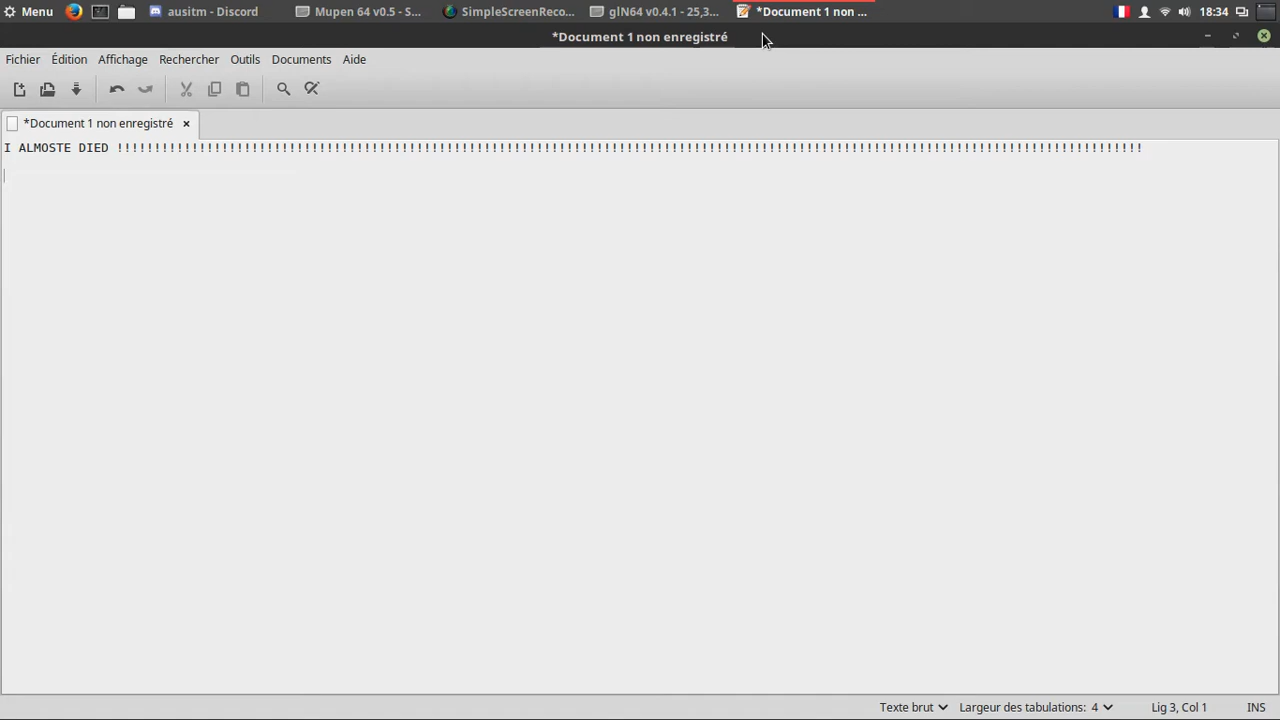 Menu ausitm - Discord Mupen 64 v0.5 - S... SimpleScreenReco... glN64 v0.4.1 - 25,3... *Document 1 non ... 18:34
*Document 1 non enregistré
Fichier Édition Affichage Rechercher Outils Documents Aide
*Document 1 non enregistré
I ALMOSTE DIED !!!!!!!!!!!!!!!!!!!!!!!!!!!!!!!!!!!!!!!!!!!!!!!!!!!!!!!!!!!!!!!!!!!!!!!!!!!!!!!!!!!!!!!!!!!!!!!!!!!!!!!!!!!!!!!!!!!!!!!!!!!!!!!!!!!!!!!!!
Texte brut Largeur des tabulations: 4 Lig 3, Col 1 INS